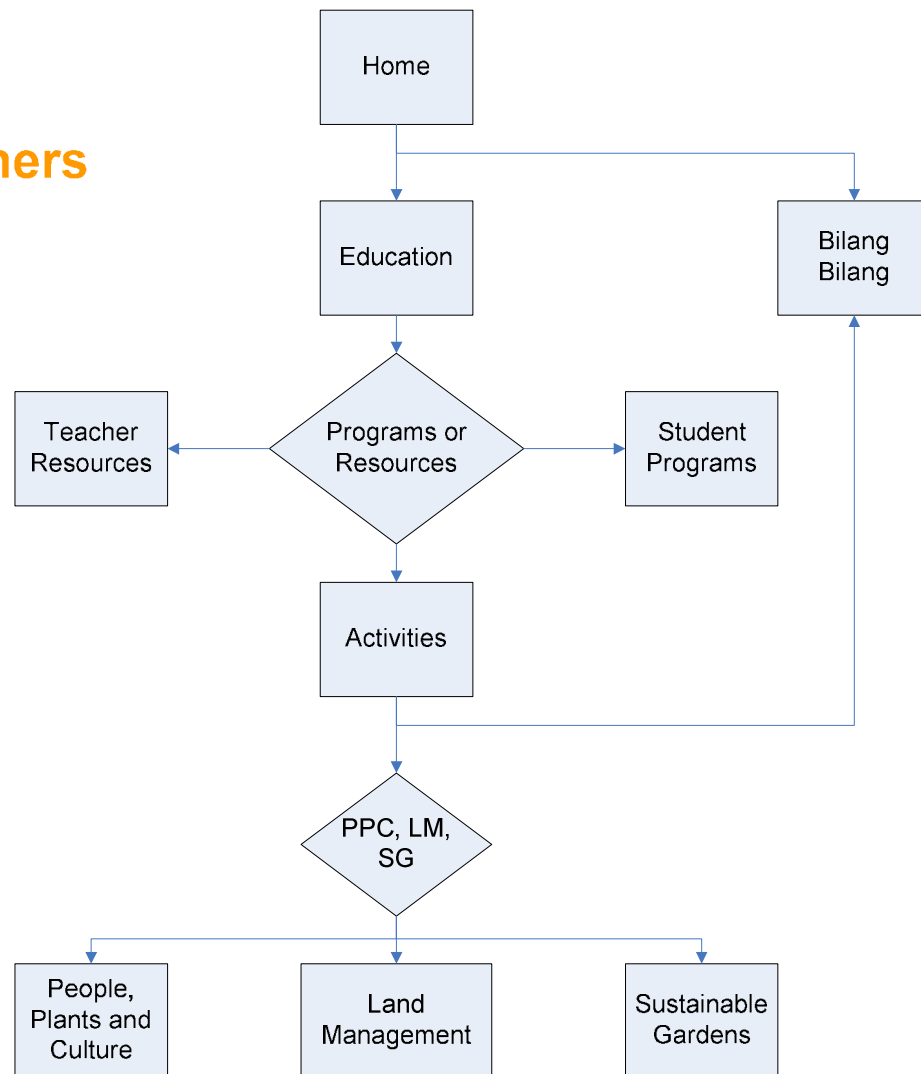 Home
ners
Education
Bilang
Bilang
Teacher
Resources
Programs or
Resources
Student
Programs
Activities
PPC, LM,
SG
People,
Plants and
Culture
Land
Management
Sustainable
Gardens